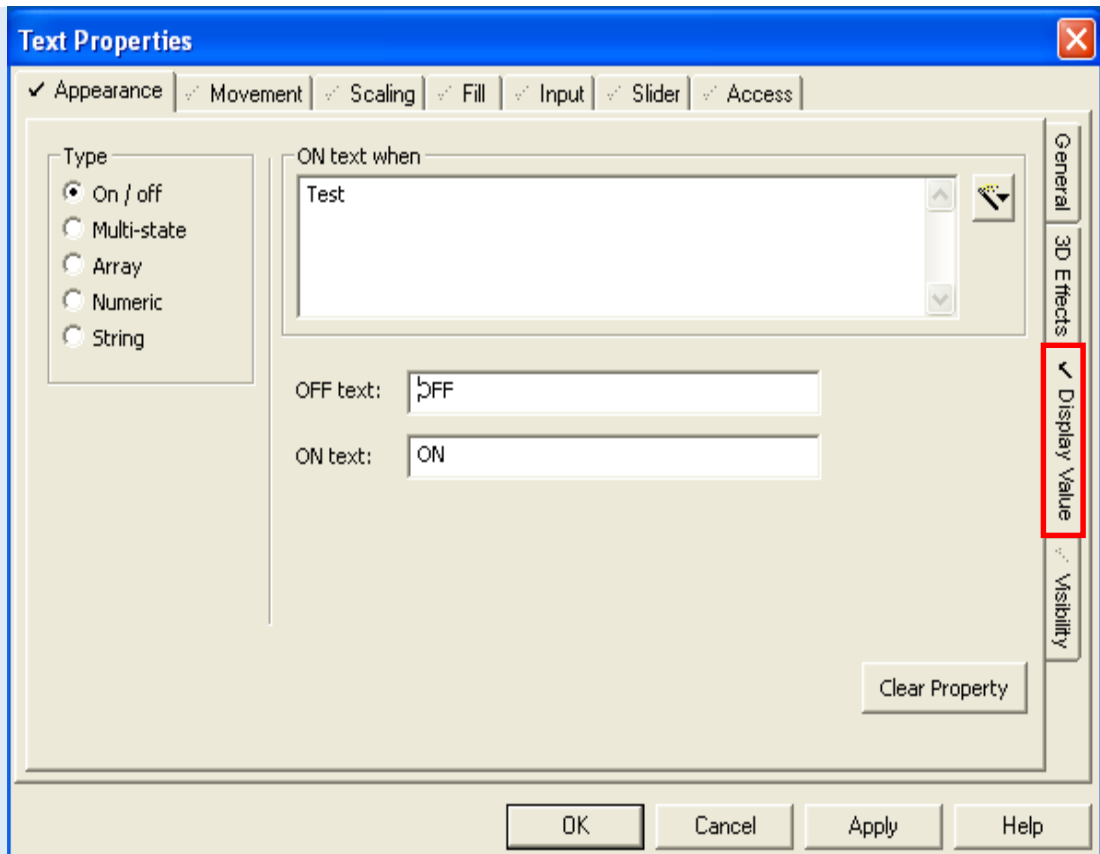 Text Properties
Appearance Movement Scaling Fill Input Slider Access
Type
On / off
Multi-state
Array
Numeric
String
ON text when
Test
OFF text: OFF
ON text: ON
General
3D Effects
Display Value
Visibility
Clear Property
OK Cancel Apply Help